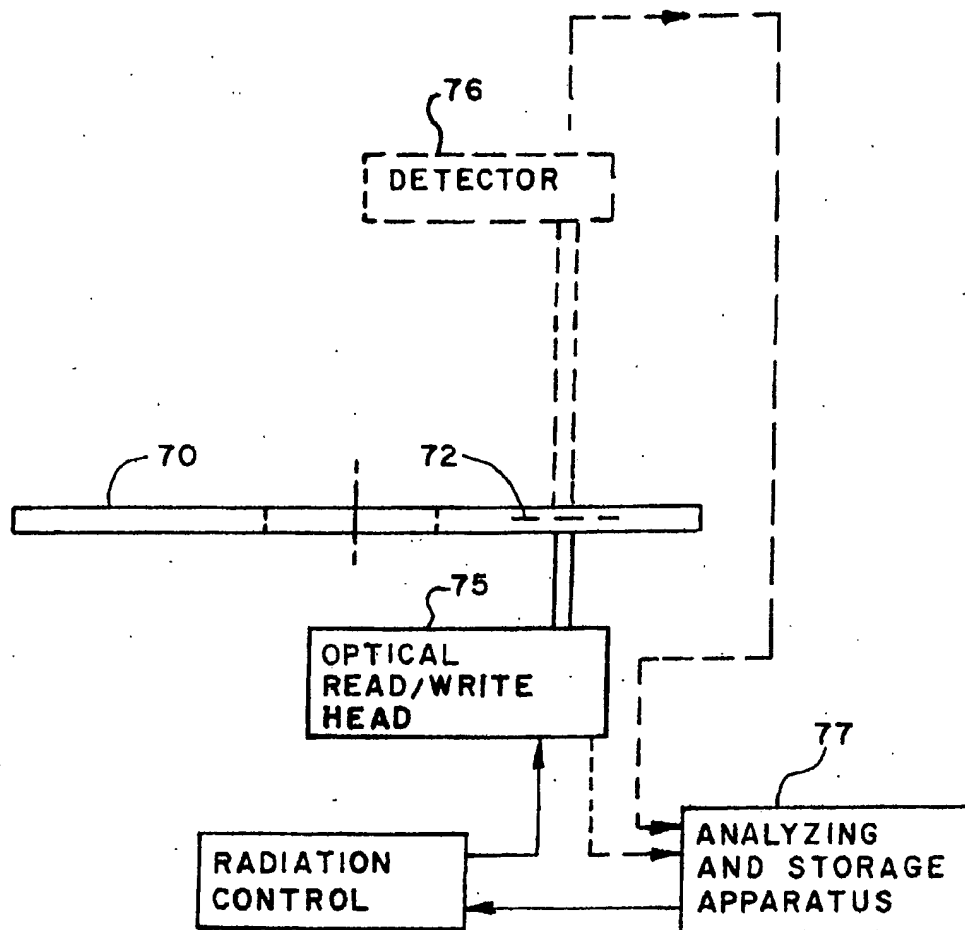 76
DETECTOR
70
72
75
OPTICAL
READ/WRITE
HEAD
77
RADIATION
CONTROL
ANALYZING
AND STORAGE
APPARATUS